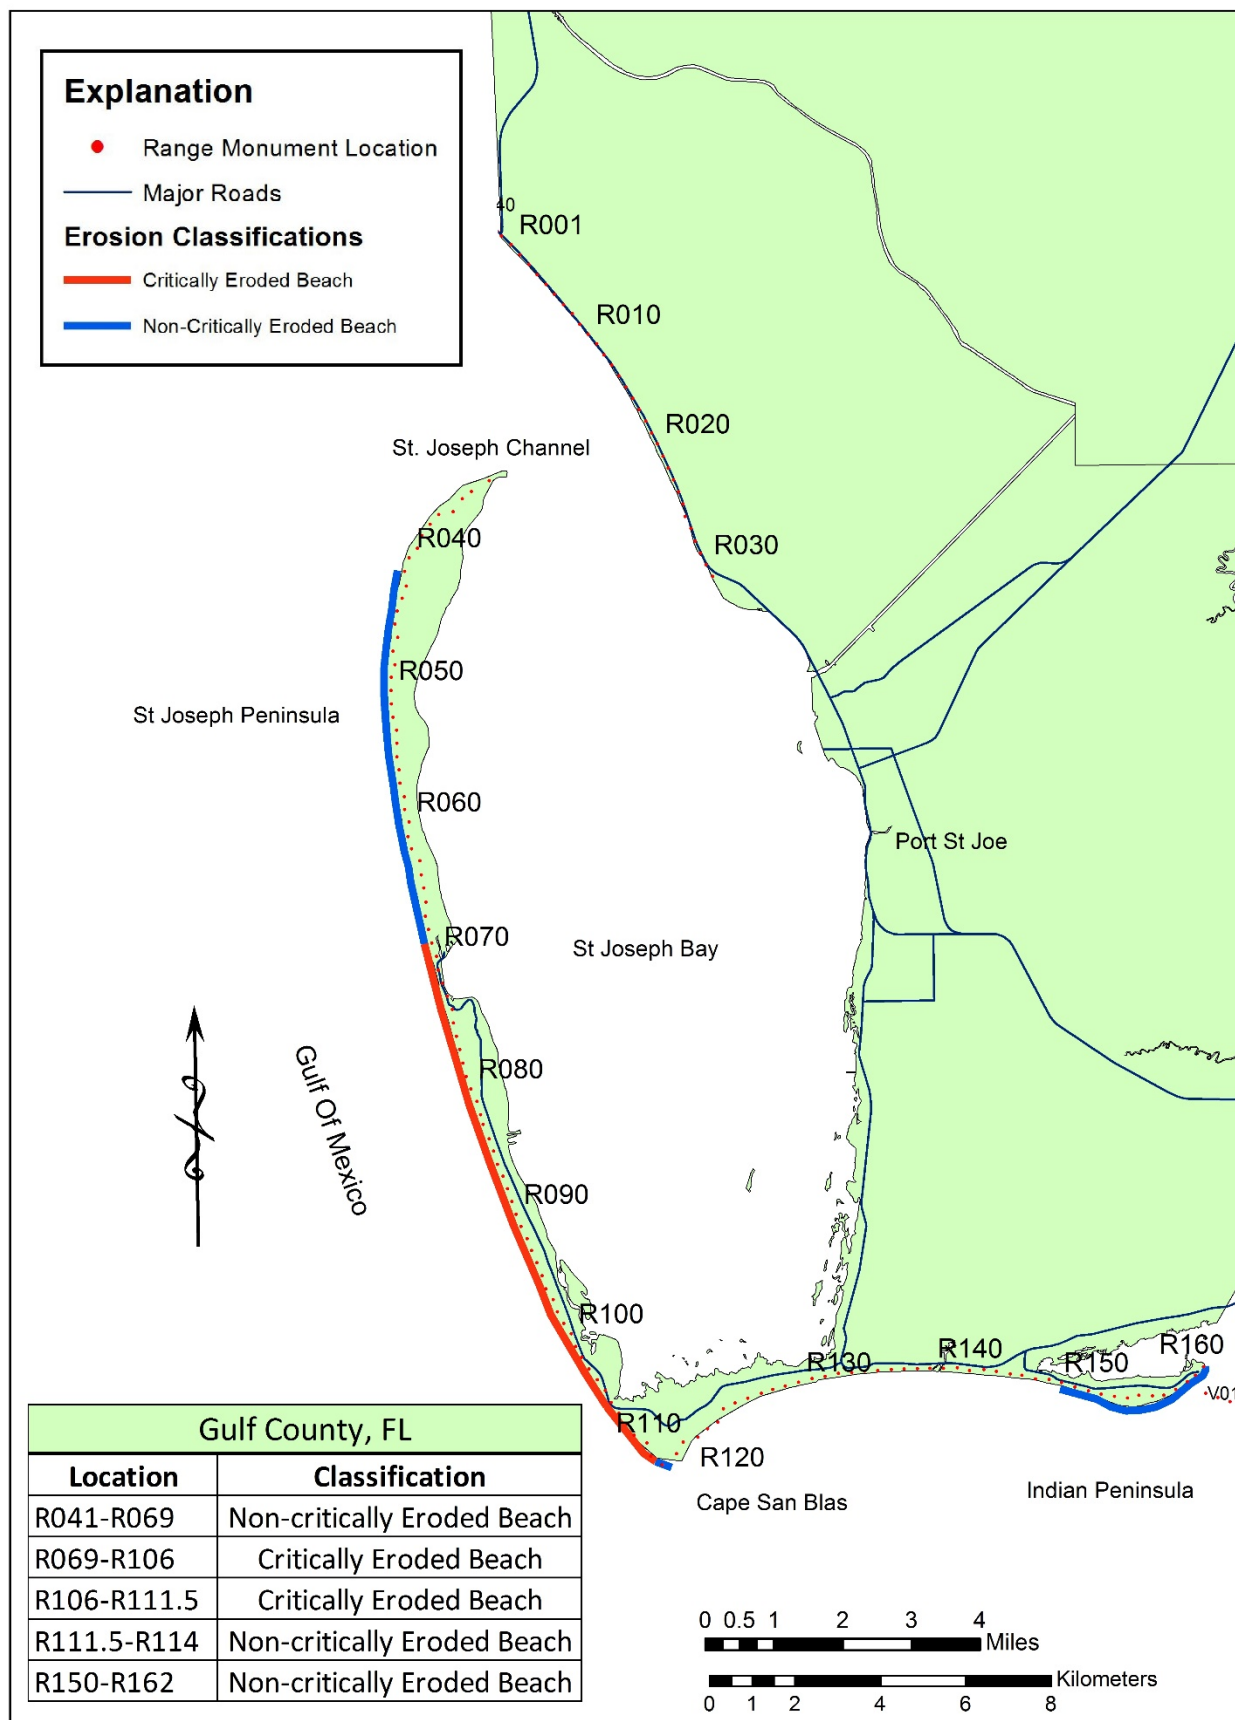 Explanation
Range Monument Location
Major Roads
Erosion Classifications
Critically Eroded Beach
Non-Critically Eroded Beach
40
R001
R010
R020
St. Joseph Channel
R040
R030
R050
St Joseph Peninsula
R060
Port St Joe
R070
St Joseph Bay
R080
Gulf Of Mexico
R090
R100
R130
R140
R150
R160
V01
R110
R120
Cape San Blas
Indian Peninsula
Gulf County, FL
Location Classification
R041-R069 Non-critically Eroded Beach
R069-R106 Critically Eroded Beach
R106-R111.5 Critically Eroded Beach
R111.5-R114 Non-critically Eroded Beach
R150-R162 Non-critically Eroded Beach
0 0.5 1 2 3 4
Miles
Kilometers
0 1 2 4 6 8